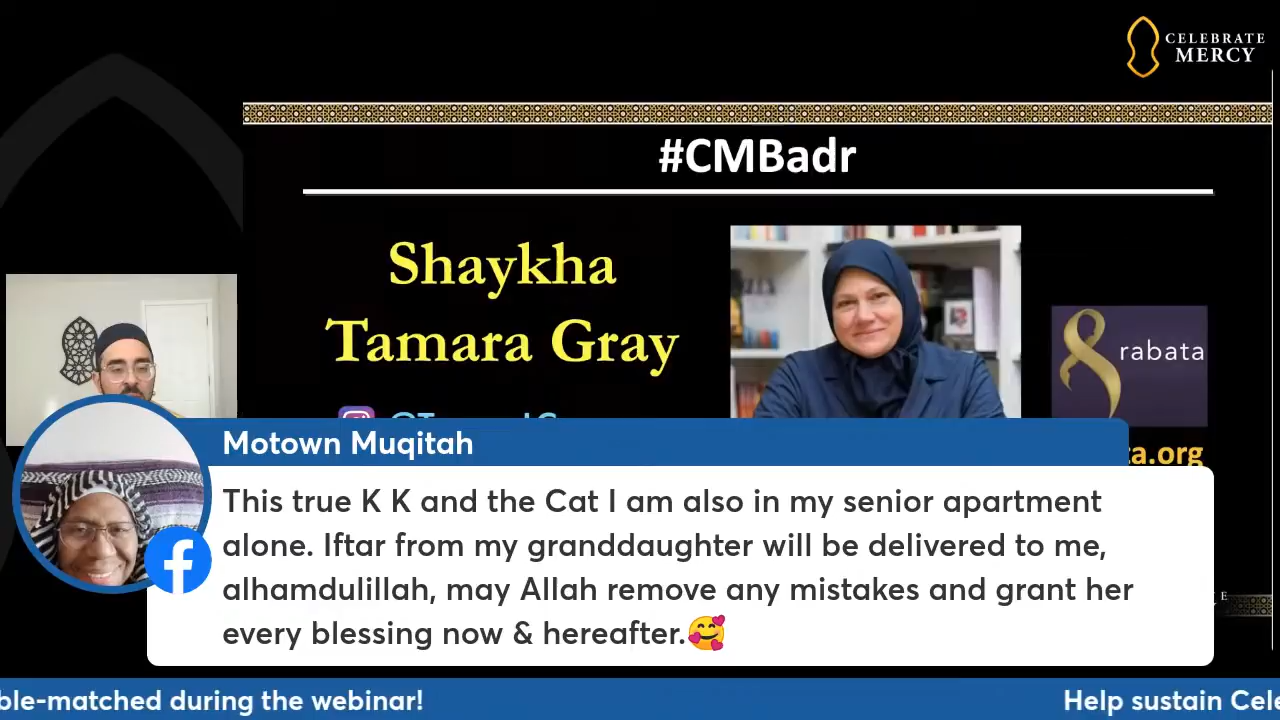 CELEBRATE
MERCY
#CMBadr
Shaykha
Tamara Gray
rabata
ca.org
Motown Muqitah
This true K K and the Cat I am also in my senior apartment
alone. Iftar from my granddaughter will be delivered to me,
alhamdulillah, may Allah remove any mistakes and grant her
every blessing now & hereafter.🥰
ble-matched during the webinar!
Help sustain Cele